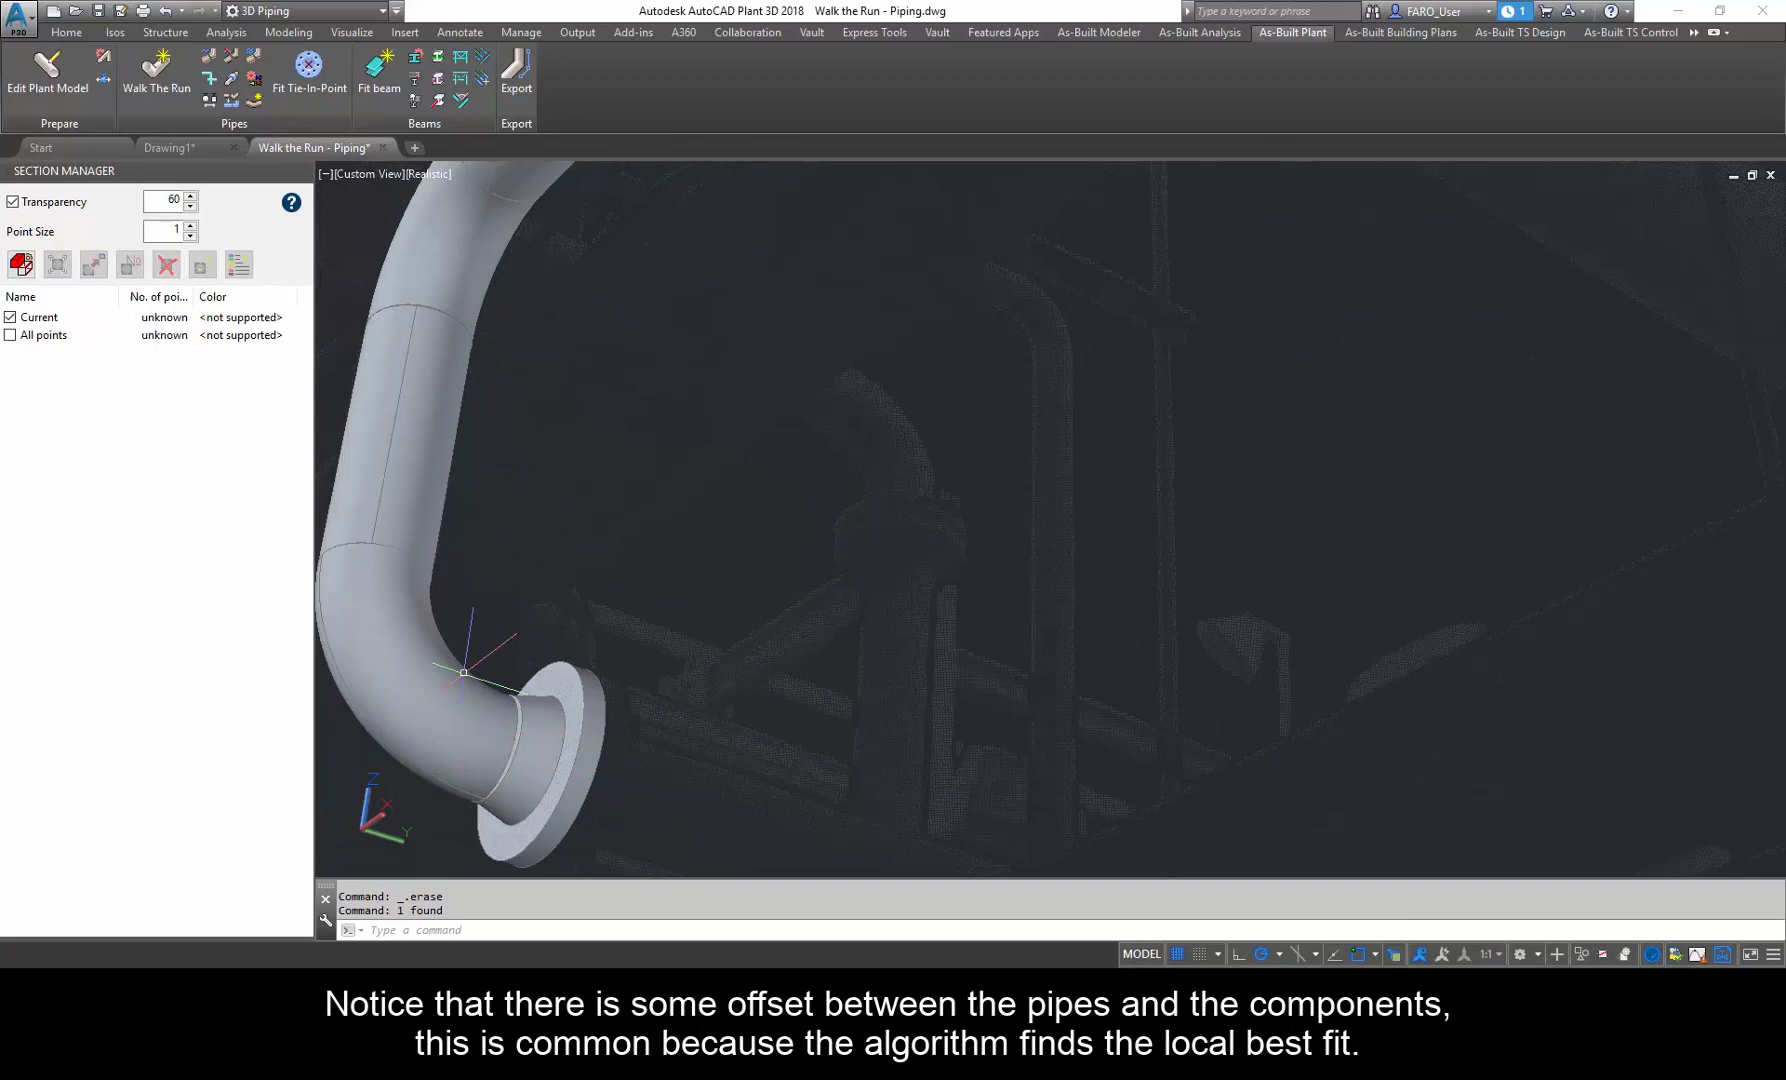 3D Piping
Autodesk AutoCAD Plant 3D 2018 Walk the Run - Piping.dwg
Type a keyword or phrase
FARO_User
1
P3D
Home Isos Structure Analysis Modeling Visualize Insert Annotate Manage Output Add-ins A360 Collaboration Vault Express Tools Vault Featured Apps As-Built Modeler As-Built Analysis As-Built Plant As-Built Building Plans As-Built TS Design As-Built TS Control
Edit Plant Model Walk The Run Fit Tie-In-Point Fit beam Export
Prepare Pipes Beams Export
Start Drawing1* Walk the Run - Piping*
SECTION MANAGER
[−][Custom View][Realistic]
Transparency 60
Point Size 1
Name No. of poi... Color
Current unknown <not supported>
All points unknown <not supported>
Z
X
Y
Command: _.erase
Command: 1 found
Type a command
MODEL 1:1
Notice that there is some offset between the pipes and the components,
this is common because the algorithm finds the local best fit.